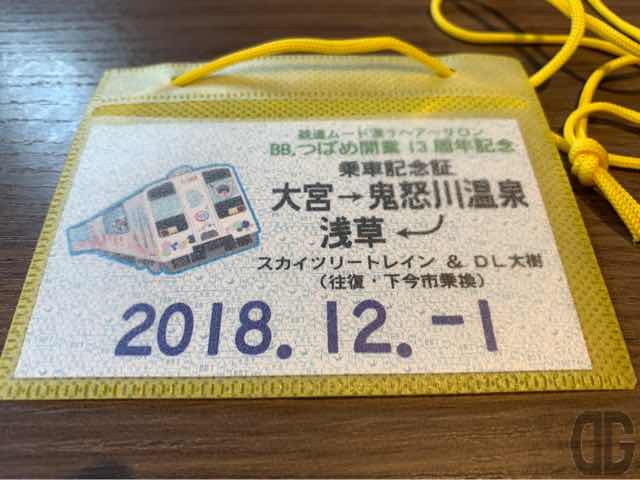 鉄道ムード漂うヘアーサロン
BB.つばめ開業13周年記念
乗車記念証
大宮→鬼怒川温泉
浅草↩
スカイツリートレイン & DL大樹
(往復・下今市乗換)
2018.12.-1
DG